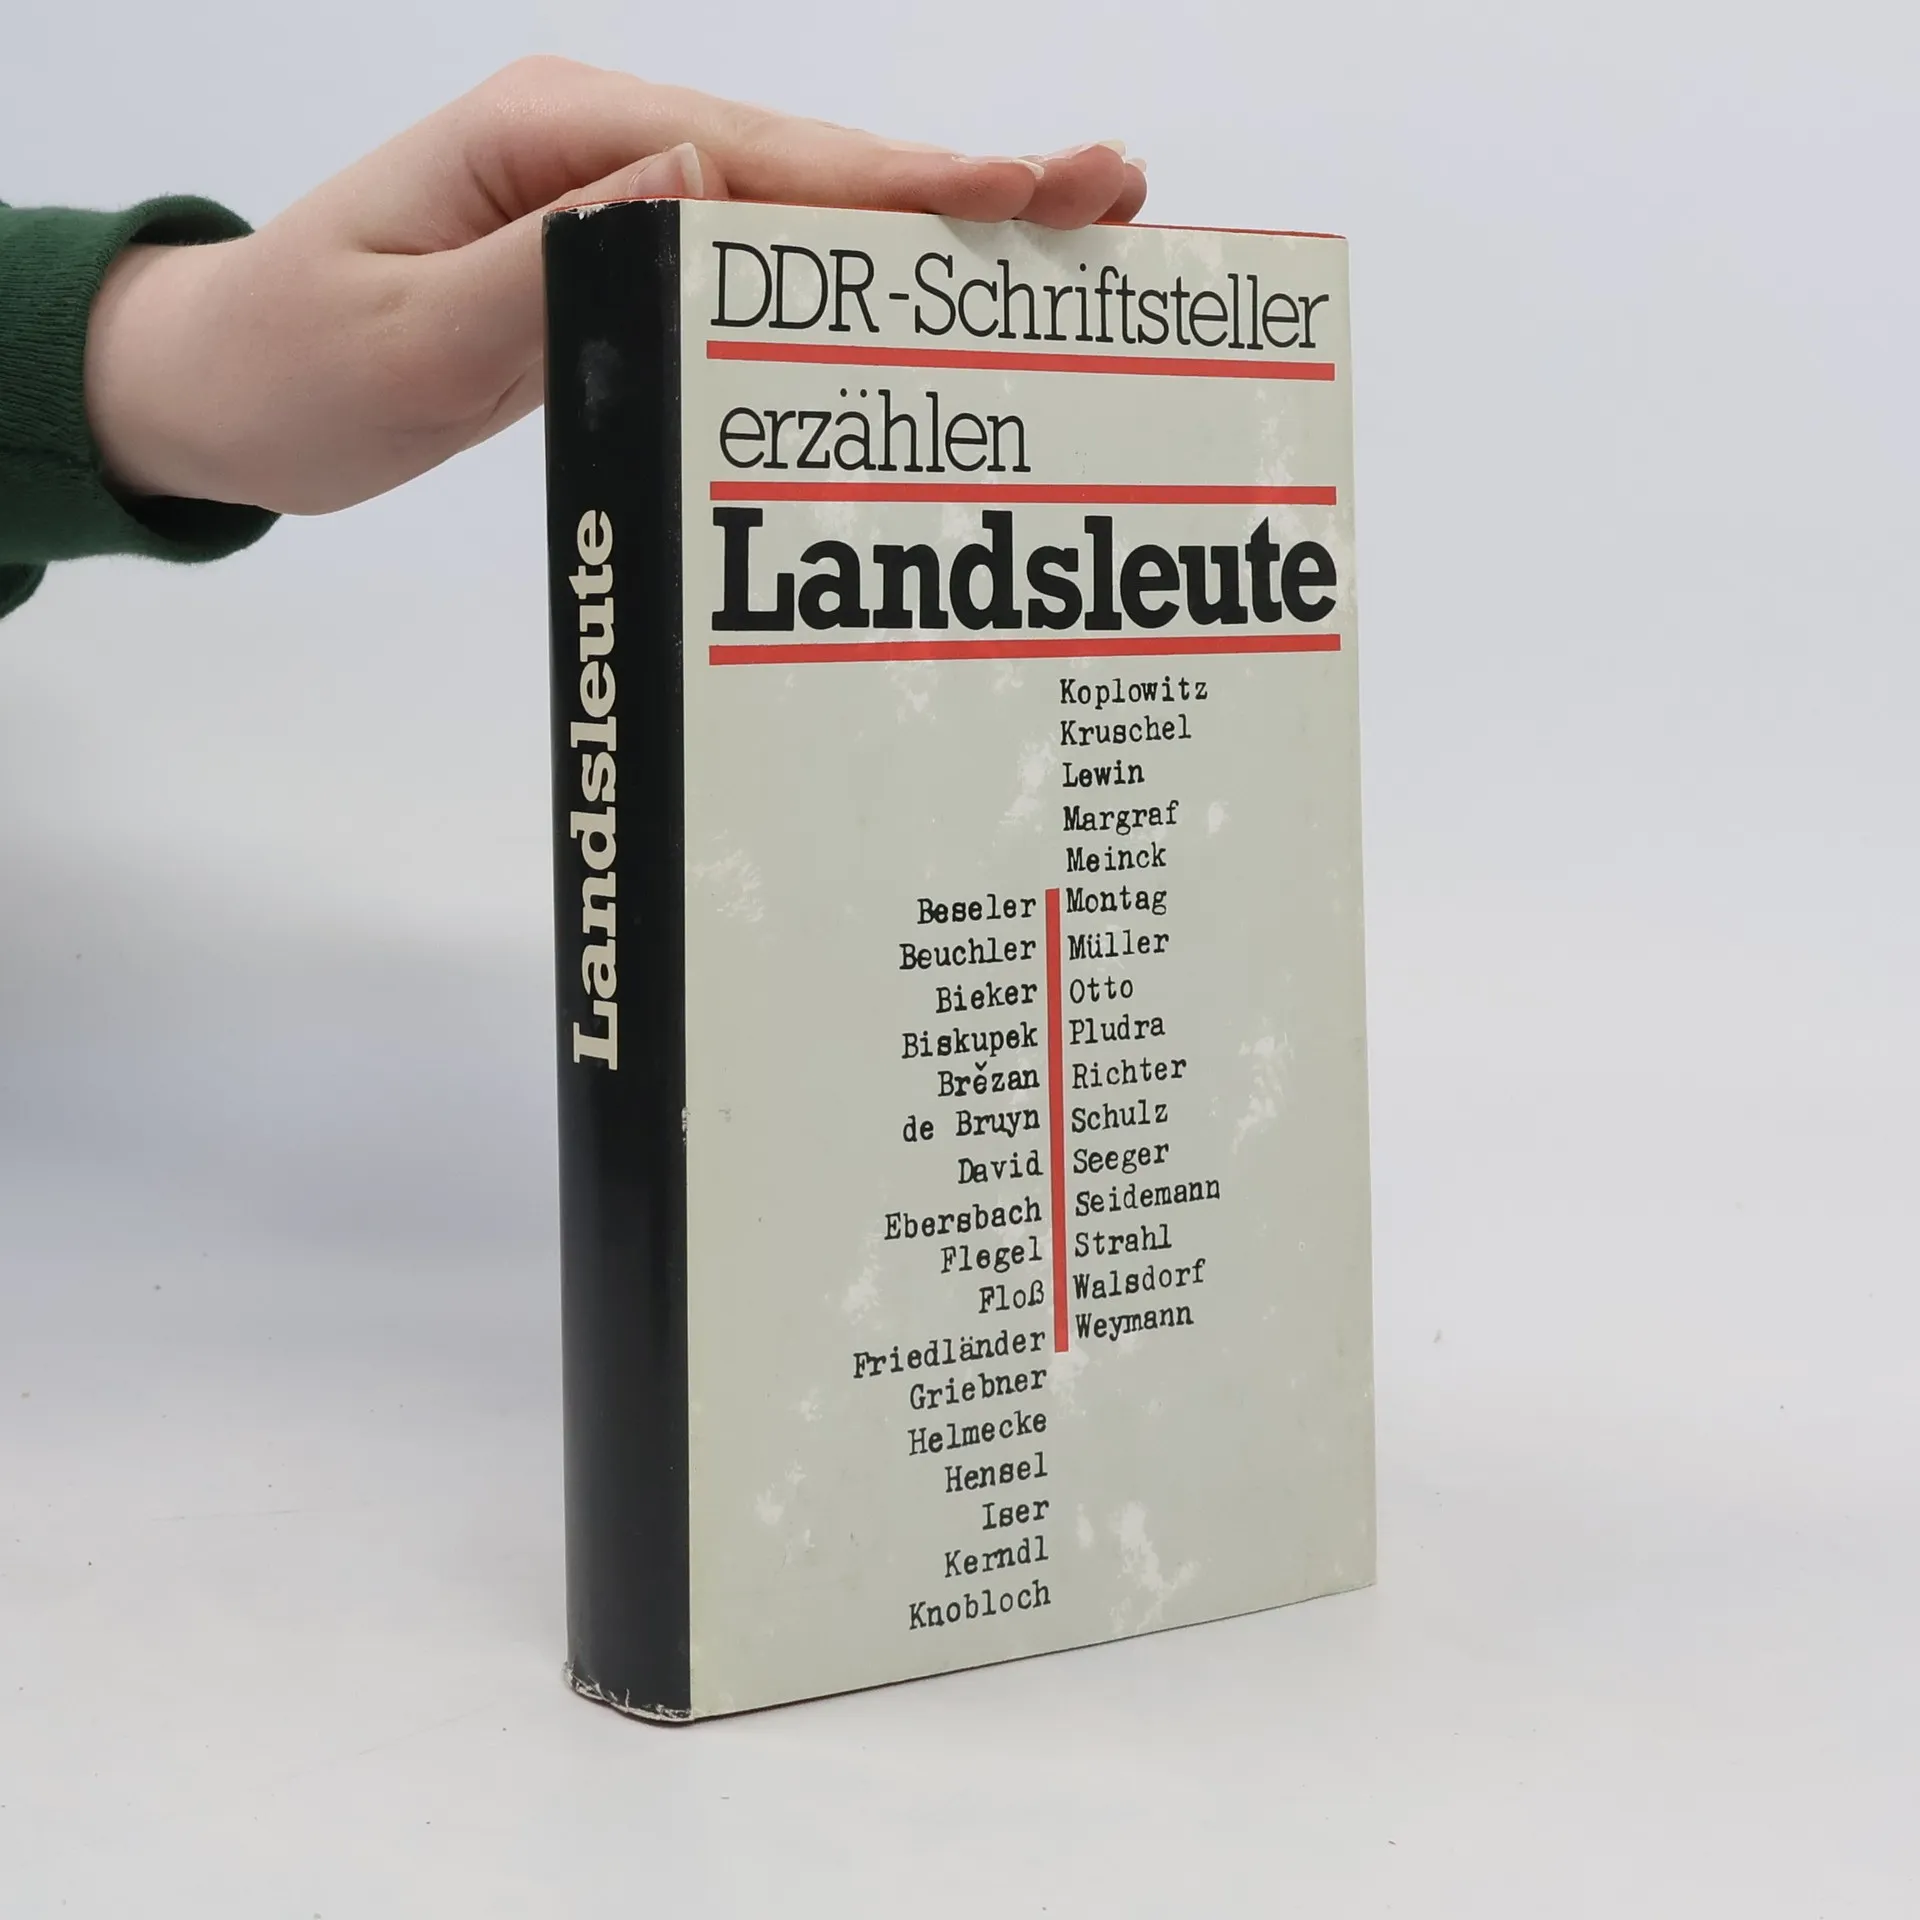 Landsleute
DDR-Schriftsteller
erzählen
Landsleute
Beseler
Beuchler
Bieker
Biskupek
Brězan
de Bruyn
David
Ebersbach
Flegel
Floß
Friedländer
Griebner
Helmecke
Hensel
Iser
Kerndl
Knobloch
Koplowitz
Kruschel
Lewin
Margraf
Meinck
Montag
Müller
Otto
Pludra
Richter
Schulz
Seeger
Seidemann
Strahl
Walsdorf
Weymann